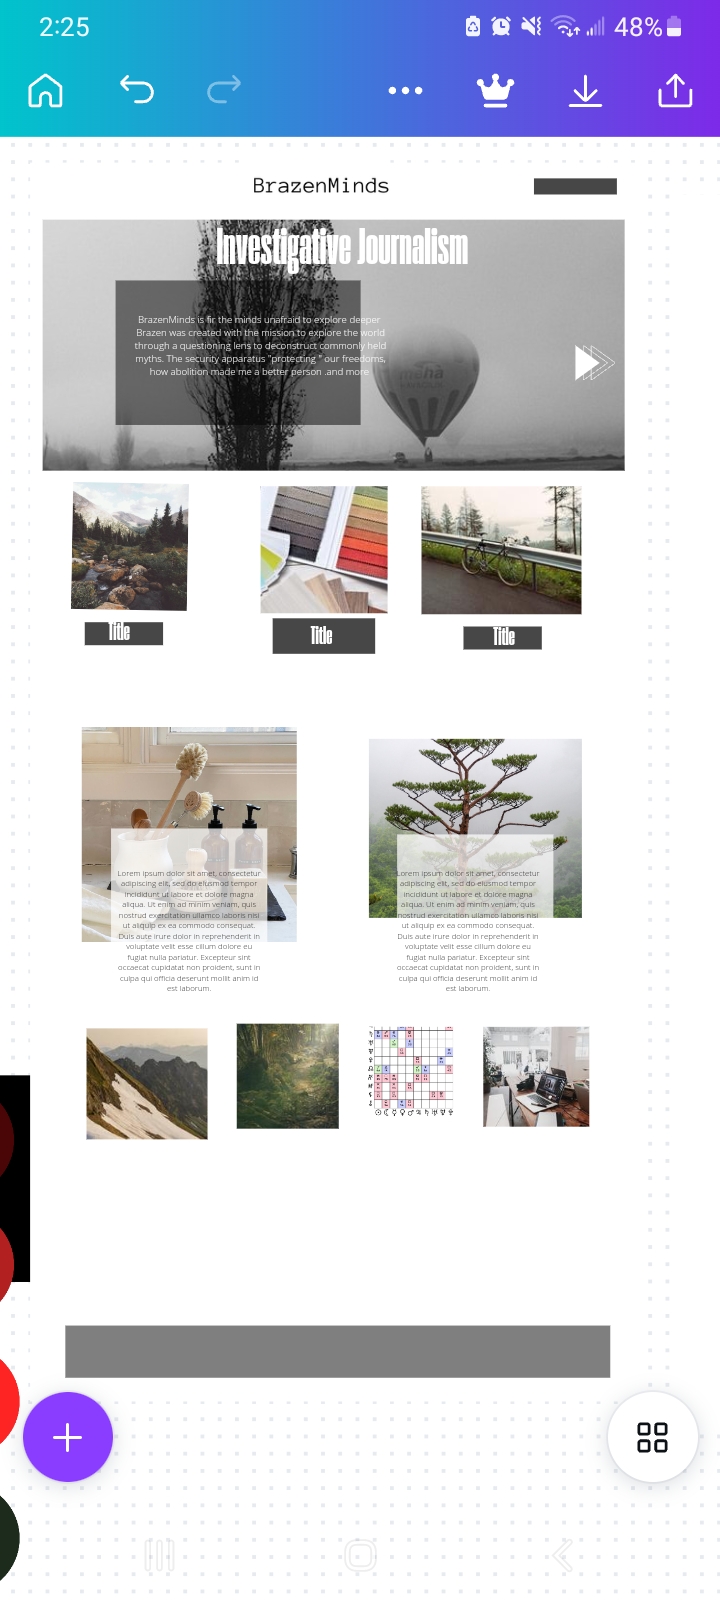 2:25
48%
BrazenMinds
Investigative Journalism
BrazenMinds is fir the minds unafraid to explore deeper
Brazen was created with the mission to explore the world
through a questioning lens to deconstruct commonly held
myths. The security apparatus "protecting " our freedoms,
how abolition made me a better person .and more
Title
Title
Title
Lorem ipsum dolor sit amet, consectetur
adipiscing elit, sed do eiusmod tempor
incididunt ut labore et dolore magna
aliqua. Ut enim ad minim veniam, quis
nostrud exercitation ullamco laboris nisi
ut aliquip ex ea commodo consequat.
Duis aute irure dolor in reprehenderit in
voluptate velit esse cillum dolore eu
fugiat nulla pariatur. Excepteur sint
occaecat cupidatat non proident, sunt in
culpa qui officia deserunt mollit anim id
est laborum.
Lorem ipsum dolor sit amet, consectetur
adipiscing elit, sed do eiusmod tempor
incididunt ut labore et dolore magna
aliqua. Ut enim ad minim veniam, quis
nostrud exercitation ullamco laboris nisi
ut aliquip ex ea commodo consequat.
Duis aute irure dolor in reprehenderit in
voluptate velit esse cillum dolore eu
fugiat nulla pariatur. Excepteur sint
occaecat cupidatat non proident, sunt in
culpa qui officia deserunt mollit anim id
est laborum.